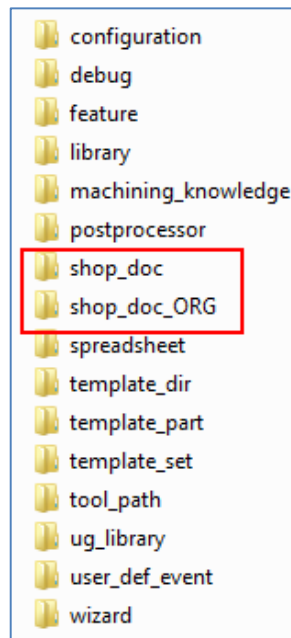 configuration
debug
feature
library
machining_knowledge
postprocessor
shop_doc
shop_doc_ORG
spreadsheet
template_dir
template_part
template_set
tool_path
ug_library
user_def_event
wizard